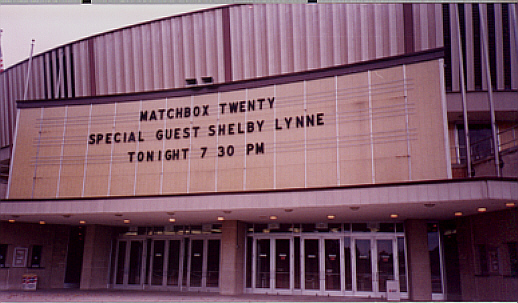 MATCHBOX TWENTY
SPECIAL GUEST SHELBY LYNNE
TONIGHT 7 30 PM